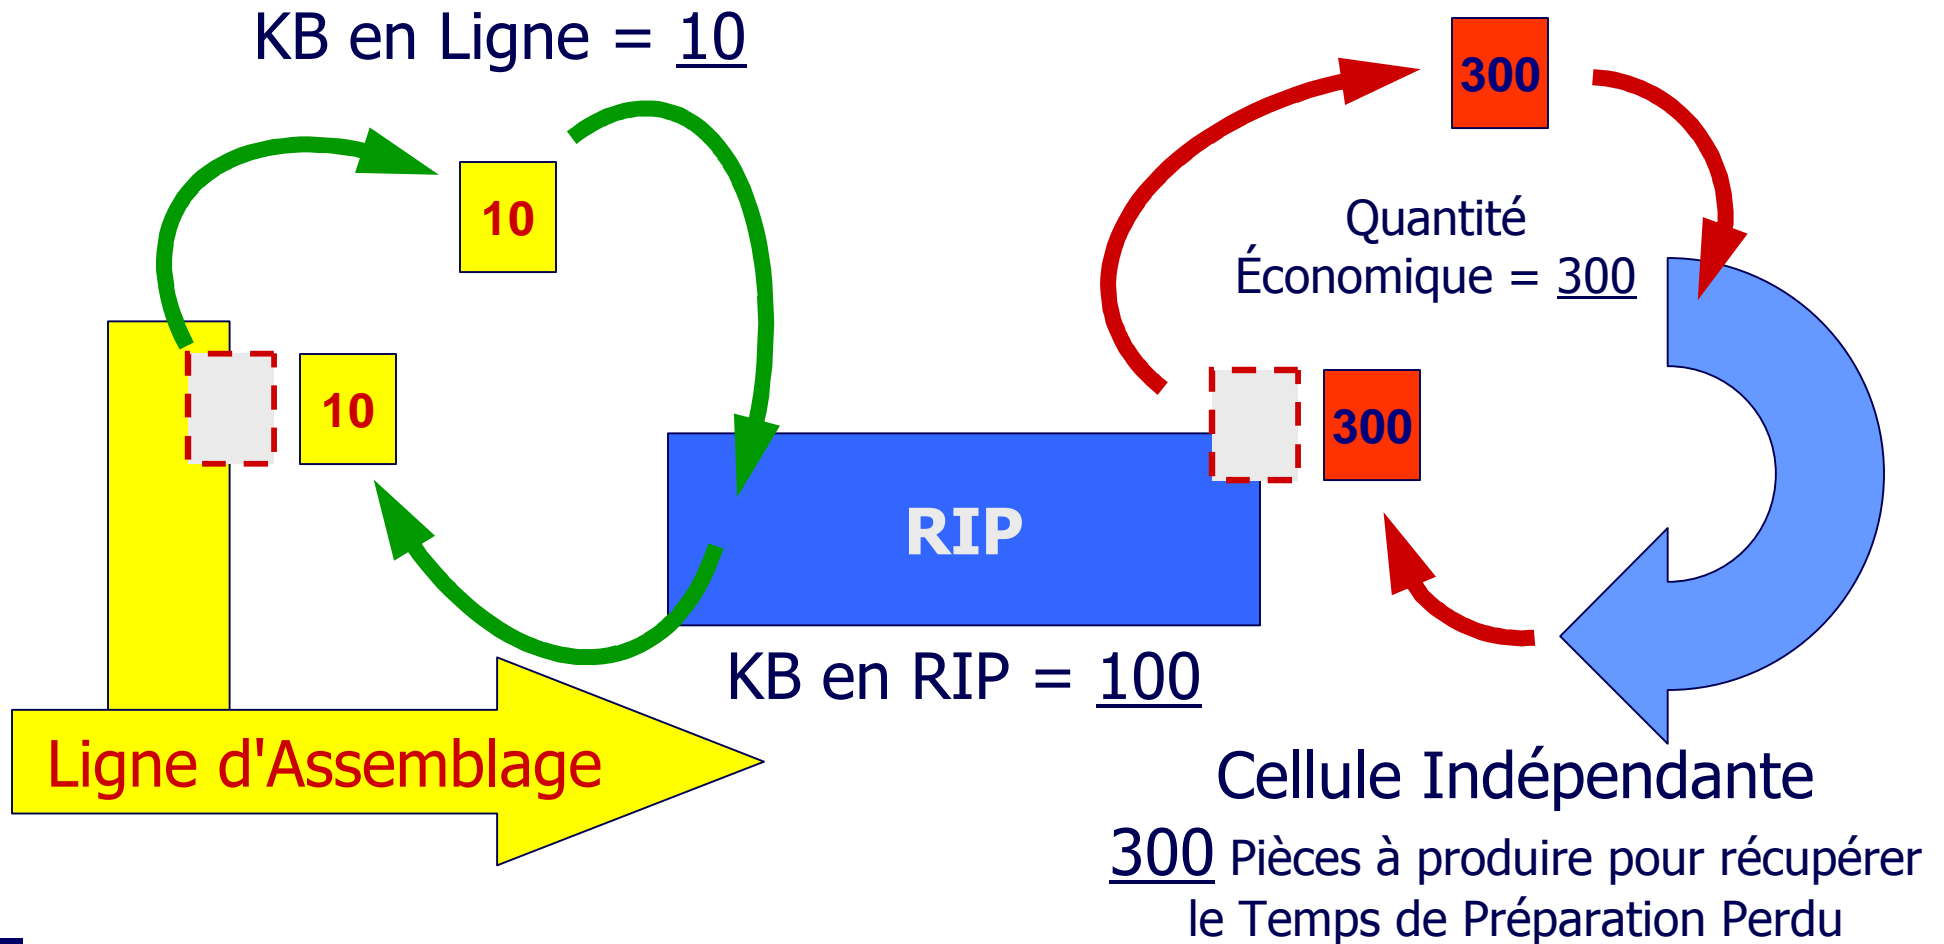 KB en Ligne = 10
300
10
Quantité
Économique = 300
10
300
RIP
KB en RIP = 100
Ligne d'Assemblage
Cellule Indépendante
300 Pièces à produire pour récupérer
le Temps de Préparation Perdu